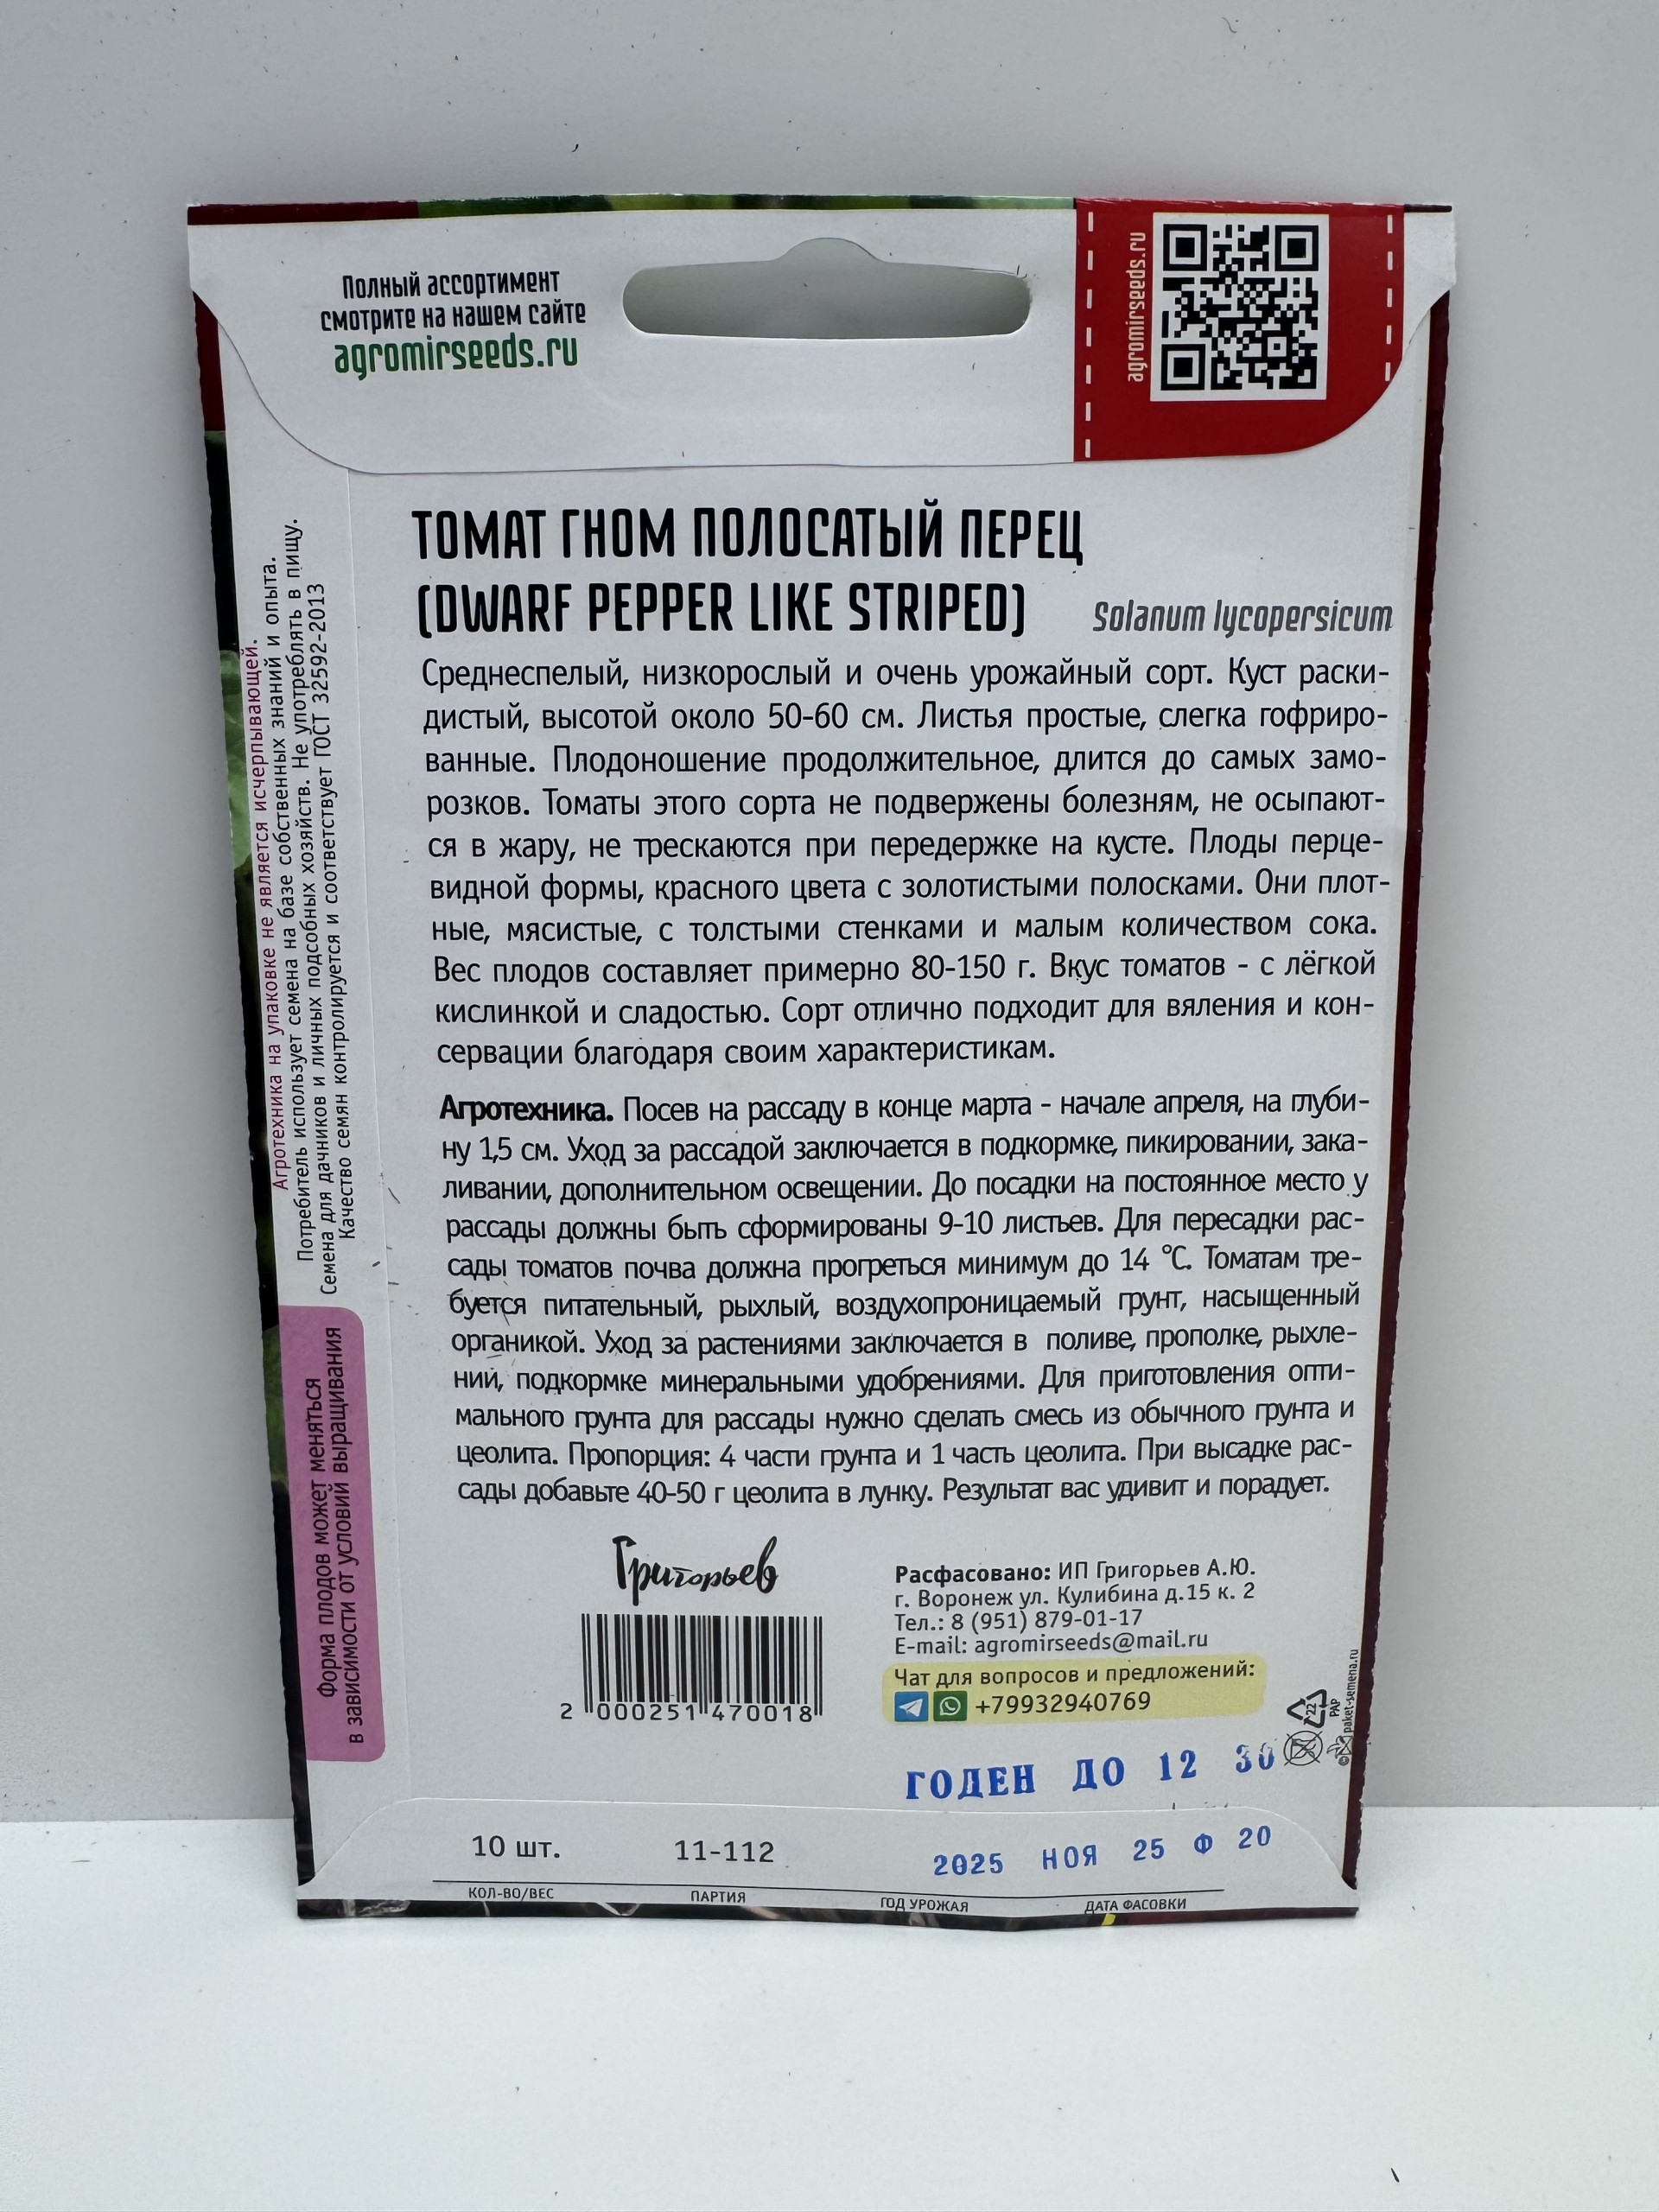 Полный ассортимент
смотрите на нашем сайте
agromirseeds.ru
agromirseeds.ru
ТОМАТ ГНОМ ПОЛОСАТЫЙ ПЕРЕЦ
(DWARF PEPPER LIKE STRIPED)
Solanum lycopersicum
Среднеспелый, низкорослый и очень урожайный сорт. Куст раски-
дистый, высотой около 50-60 см. Листья простые, слегка гофриро-
ванные. Плодоношение продолжительное, длится до самых замо-
розков. Томаты этого сорта не подвержены болезням, не осыпают-
ся в жару, не трескаются при передержке на кусте. Плоды перце-
видной формы, красного цвета с золотистыми полосками. Они плот-
ные, мясистые, с толстыми стенками и малым количеством сока.
Вес плодов составляет примерно 80-150 г. Вкус томатов - с лёгкой
кислинкой и сладостью. Сорт отлично подходит для вяления и кон-
сервации благодаря своим характеристикам.
Агротехника. Посев на рассаду в конце марта - начале апреля, на глуби-
ну 1,5 см. Уход за рассадой заключается в подкормке, пикировании, зака-
ливании, дополнительном освещении. До посадки на постоянное место у
рассады должны быть сформированы 9-10 листьев. Для пересадки рас-
сады томатов почва должна прогреться минимум до 14 °С. Томатам тре-
буется питательный, рыхлый, воздухопроницаемый грунт, насыщенный
органикой. Уход за растениями заключается в поливе, прополке, рыхле-
ний, подкормке минеральными удобрениями. Для приготовления опти-
мального грунта для рассады нужно сделать смесь из обычного грунта и
цеолита. Пропорция: 4 части грунта и 1 часть цеолита. При высадке рас-
сады добавьте 40-50 г цеолита в лунку. Результат вас удивит и порадует.
Агротехника на упаковке не является исчерпывающей.
Потребитель использует семена на базе собственных знаний и опыта.
Семена для дачников и личных подсобных хозяйств. Не употреблять в пищу.
Качество семян контролируется и соответствует ГОСТ 32592-2013
Форма плодов может меняться
в зависимости от условий выращивания
Григорьев
2 000251 470018
Расфасовано: ИП Григорьев А.Ю.
г. Воронеж ул. Кулибина д.15 к. 2
Тел.: 8 (951) 879-01-17
E-mail: agromirseeds@mail.ru
Чат для вопросов и предложений:
+79932940769
22
PAP
paket-semena.ru
ГОДЕН ДО 12 30
10 шт. 11-112 2025 НОЯ 25 Ф 20
КОЛ-ВО/ВЕС ПАРТИЯ ГОД УРОЖАЯ ДАТА ФАСОВКИ